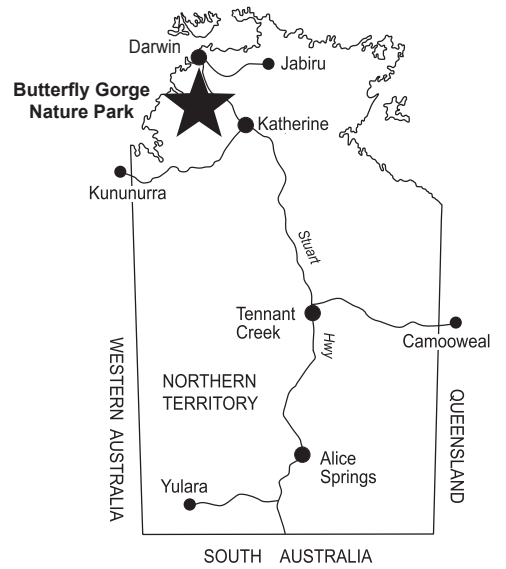 Darwin
Jabiru
Butterfly Gorge
Nature Park
Katherine
Kununurra
Stuart
Tennant
Creek
Hwy
Camooweal
WESTERN AUSTRALIA
NORTHERN
TERRITORY
QUEENSLAND
Alice
Springs
Yulara
SOUTH AUSTRALIA